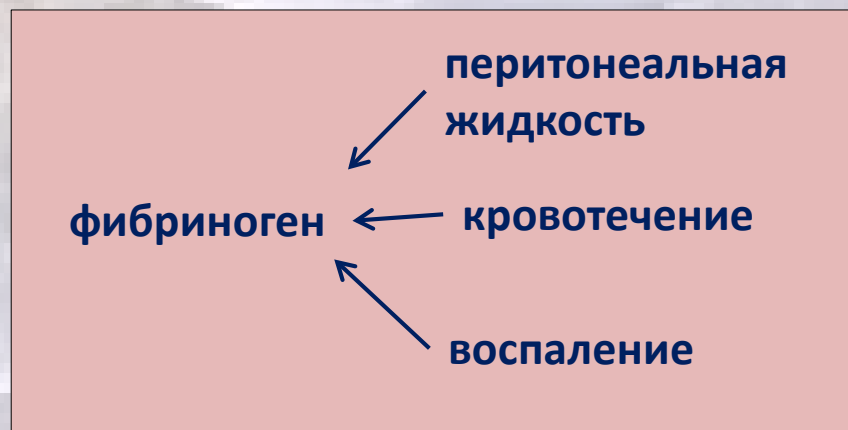 перитонеальная
жидкость
фибриноген
кровотечение
воспаление